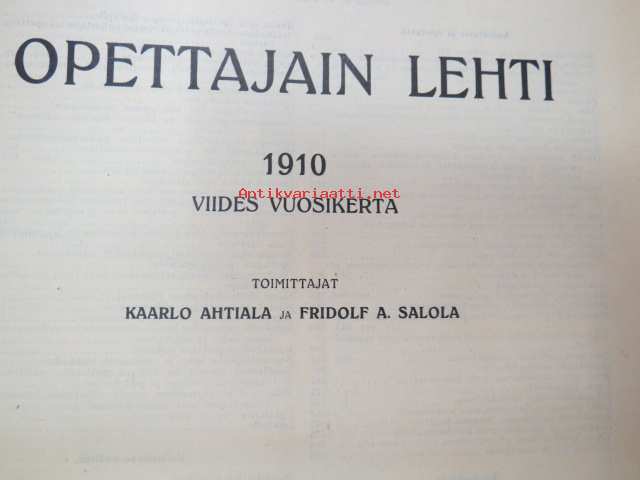 OPETTAJAIN LEHTI
1910
Antikvariaatti.net
VIIDES VUOSIKERTA
TOIMITTAJAT
KAARLO AHTIALA JA FRIDOLF A. SALOLA